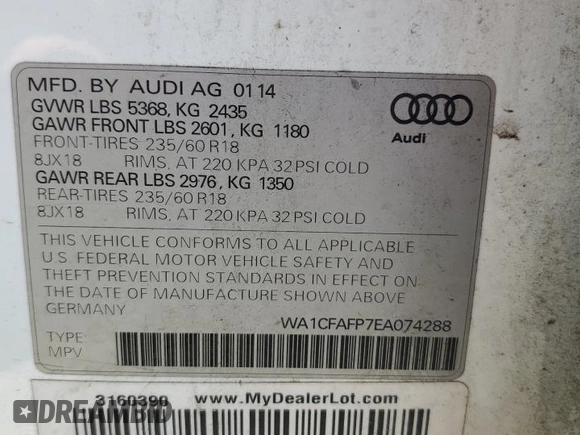 MFD. BY AUDI AG 01 14
GVWR LBS 5368, KG 2435
GAWR FRONT LBS 2601, KG 1180
FRONT-TIRES 235/60 R18
8JX18 RIMS, AT 220 KPA 32 PSI COLD
GAWR REAR LBS 2976, KG 1350
REAR-TIRES 235/60 R18
8JX18 RIMS, AT 220 KPA 32 PSI COLD
Audi
THIS VEHICLE CONFORMS TO ALL APPLICABLE
U.S. FEDERAL MOTOR VEHICLE SAFETY AND
THEFT PREVENTION STANDARDS IN EFFECT ON
THE DATE OF MANUFACTURE SHOWN ABOVE.
GERMANY
WA1CFAFP7EA074288
TYPE:
MPV
3160390 www.MyDealerLot.com
DREAMBID